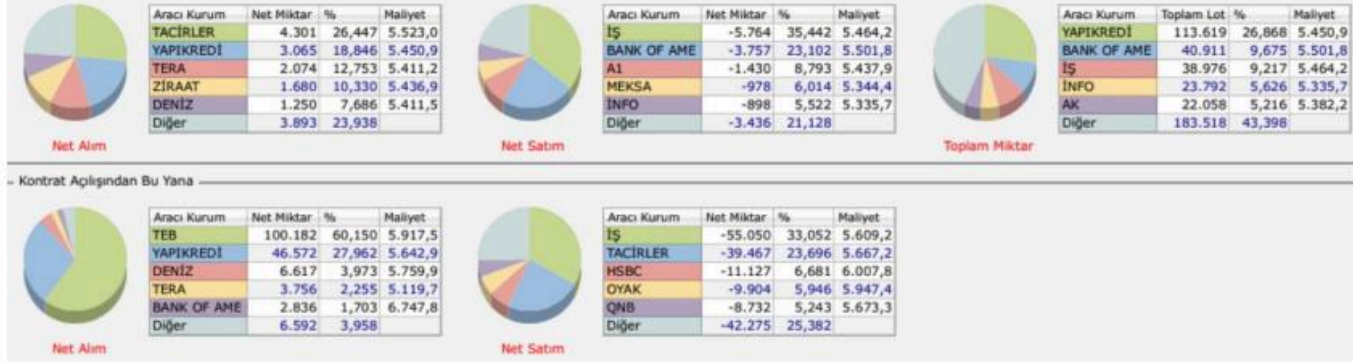 Aracı Kurum Net Miktar % Maliyet
TACİRLER 4.301 26,447 5.523,0
YAPIKREDİ 3.065 18,846 5.450,9
TERA 2.074 12,753 5.411,2
ZİRAAT 1.680 10,330 5.436,9
DENİZ 1.250 7,686 5.411,5
Diğer 3.893 23,938
Net Alım
Aracı Kurum Net Miktar % Maliyet
İŞ -5.764 35,442 5.464,2
BANK OF AME -3.757 23,102 5.501,8
A1 -1.430 8,793 5.437,9
MEKSA -978 6,014 5.344,4
İNFO -898 5,522 5.335,7
Diğer -3.436 21,128
Net Satım
Aracı Kurum Toplam Lot % Maliyet
YAPIKREDİ 113.619 26,868 5.450,9
BANK OF AME 40.911 9,675 5.501,8
İŞ 38.976 9,217 5.464,2
İNFO 23.792 5,626 5.335,7
AK 22.058 5,216 5.382,2
Diğer 183.518 43,398
Toplam Miktar
Kontrat Açılışından Bu Yana
Aracı Kurum Net Miktar % Maliyet
TEB 100.182 60,150 5.917,5
YAPIKREDİ 46.572 27,962 5.642,9
DENİZ 6.617 3,973 5.759,9
TERA 3.756 2,255 5.119,7
BANK OF AME 2.836 1,703 6.747,8
Diğer 6.592 3,958
Net Alım
Aracı Kurum Net Miktar % Maliyet
İŞ -55.050 33,052 5.609,2
TACİRLER -39.467 23,696 5.667,2
HSBC -11.127 6,681 6.007,8
OYAK -9.904 5,946 5.947,4
QNB -8.732 5,243 5.673,3
Diğer -42.275 25,382
Net Satım